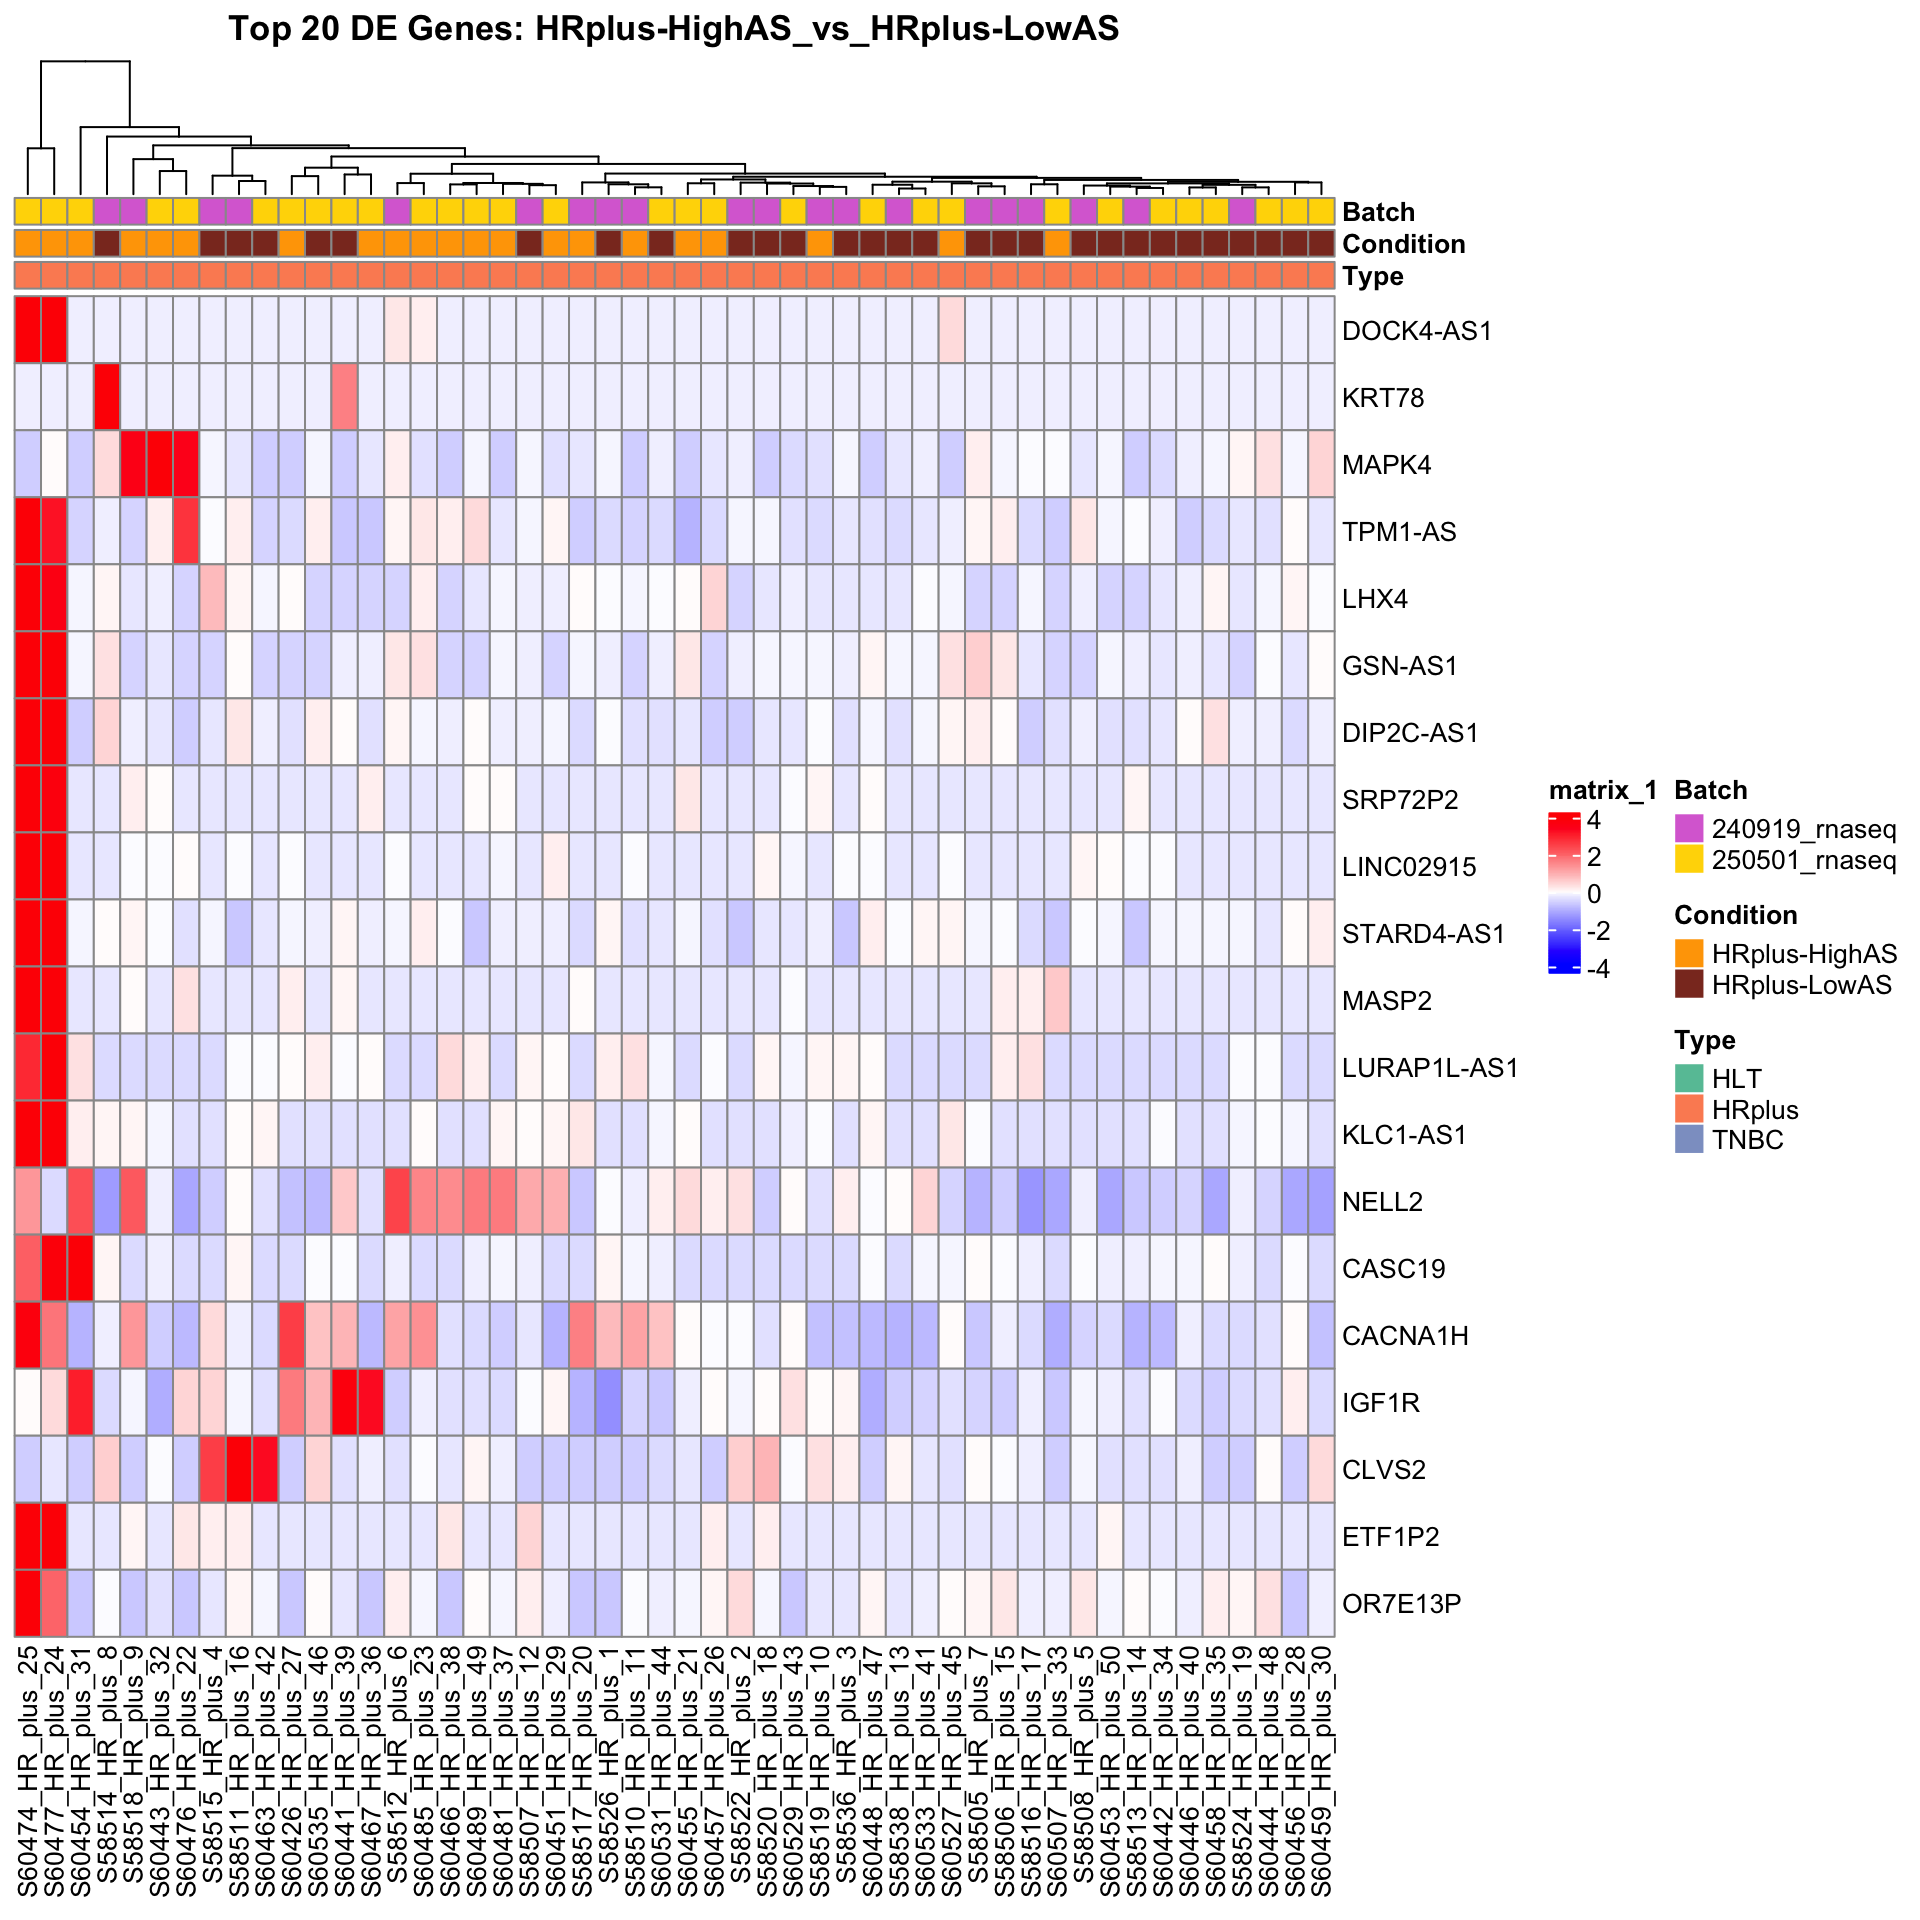 Top 20 DE Genes: HRplus-HighAS_vs_HRplus-LowAS
Batch
Condition
Type
DOCK4-AS1
KRT78
MAPK4
TPM1-AS
LHX4
GSN-AS1
DIP2C-AS1
SRP72P2
LINC02915
STARD4-AS1
MASP2
LURAP1L-AS1
KLC1-AS1
NELL2
CASC19
CACNA1H
IGF1R
CLVS2
ETF1P2
OR7E13P
matrix_1
4
2
0
-2
-4
Batch
240919_rnaseq
250501_rnaseq
Condition
HRplus-HighAS
HRplus-LowAS
Type
HLT
HRplus
TNBC
S60474_HR_plus_25
S60477_HR_plus_24
S60454_HR_plus_31
S58514_HR_plus_8
S58518_HR_plus_9
S60443_HR_plus_32
S60476_HR_plus_22
S58515_HR_plus_4
S58511_HR_plus_16
S60463_HR_plus_42
S60426_HR_plus_27
S60535_HR_plus_46
S60441_HR_plus_39
S60467_HR_plus_36
S58512_HR_plus_6
S60485_HR_plus_23
S60466_HR_plus_38
S60489_HR_plus_49
S60481_HR_plus_37
S58507_HR_plus_12
S60451_HR_plus_29
S58517_HR_plus_20
S58526_HR_plus_1
S58510_HR_plus_11
S60531_HR_plus_44
S60455_HR_plus_21
S60457_HR_plus_26
S58522_HR_plus_2
S58520_HR_plus_18
S60529_HR_plus_43
S58519_HR_plus_10
S58536_HR_plus_3
S60448_HR_plus_47
S58538_HR_plus_13
S60533_HR_plus_41
S60527_HR_plus_45
S58505_HR_plus_7
S58506_HR_plus_15
S58516_HR_plus_17
S60507_HR_plus_33
S58508_HR_plus_5
S60453_HR_plus_50
S58513_HR_plus_14
S60442_HR_plus_34
S60446_HR_plus_40
S60458_HR_plus_35
S58524_HR_plus_19
S60444_HR_plus_48
S60456_HR_plus_28
S60459_HR_plus_30